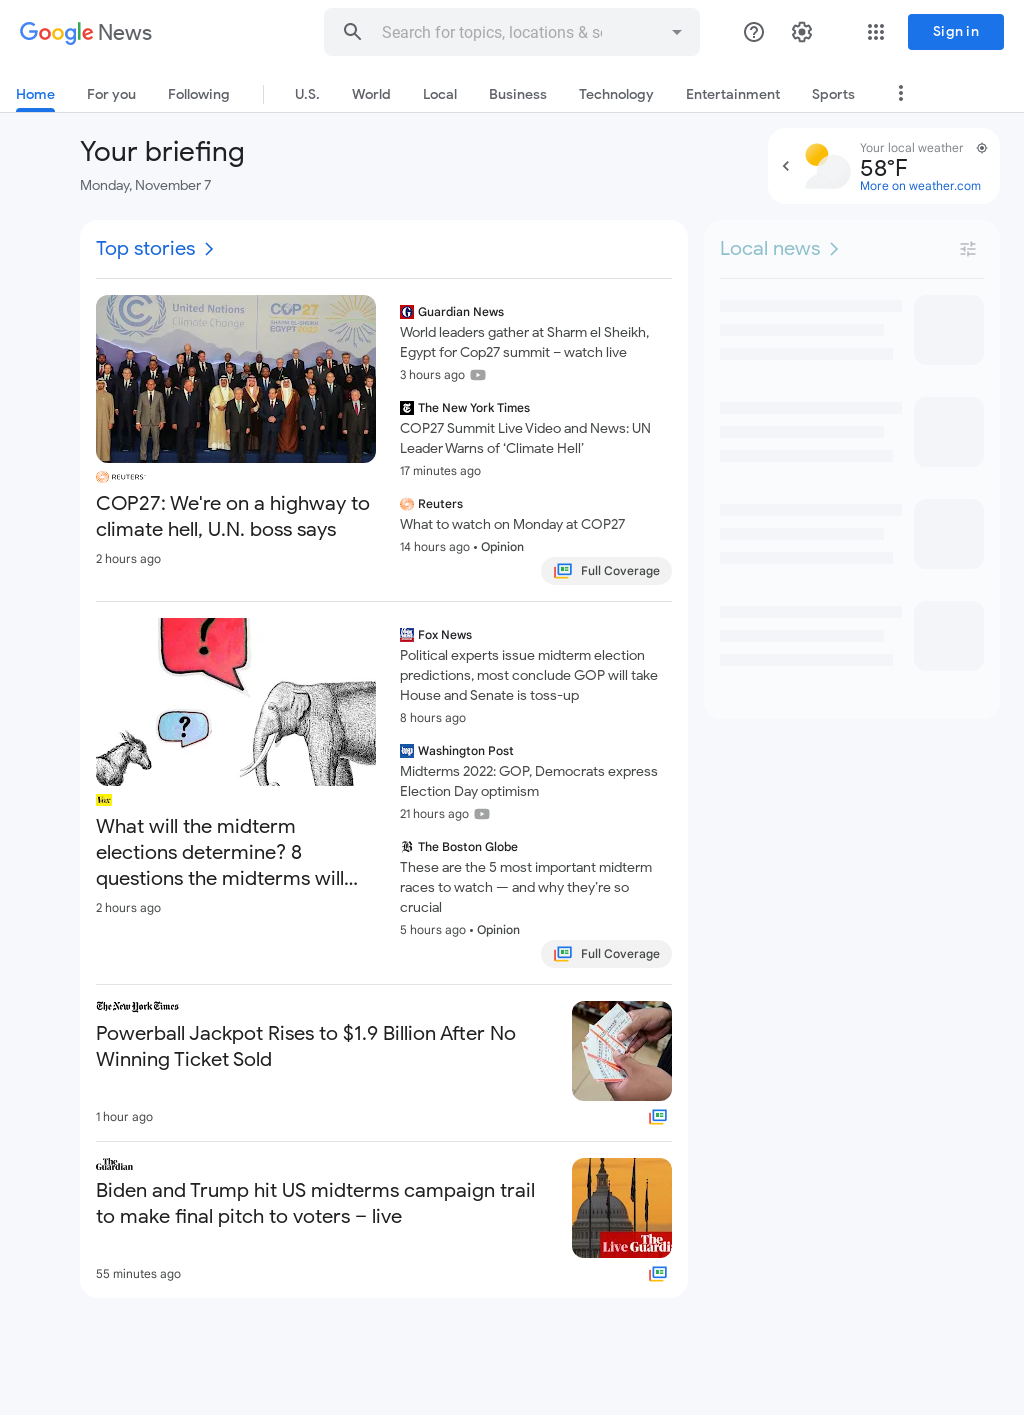 Google News
Search for topics, locations & so
Sign in
Home
For you
Following
U.S.
World
Local
Business
Technology
Entertainment
Sports
Your briefing
Monday, November 7
Your local weather
58°F
More on weather.com
Top stories
United Nations
Climate Change
COP27
SHARM EL-SHEIKH
EGYPT 2022
REUTERS
COP27: We're on a highway to
climate hell, U.N. boss says
2 hours ago
Guardian News
World leaders gather at Sharm el Sheikh,
Egypt for Cop27 summit – watch live
3 hours ago
The New York Times
COP27 Summit Live Video and News: UN
Leader Warns of ‘Climate Hell’
17 minutes ago
Reuters
What to watch on Monday at COP27
14 hours ago • Opinion
Full Coverage
?
?
Vox
What will the midterm
elections determine? 8
questions the midterms will...
2 hours ago
Fox News
Political experts issue midterm election
predictions, most conclude GOP will take
House and Senate is toss-up
8 hours ago
wp
Washington Post
Midterms 2022: GOP, Democrats express
Election Day optimism
21 hours ago
B
The Boston Globe
These are the 5 most important midterm
races to watch — and why they’re so
crucial
5 hours ago • Opinion
Full Coverage
The New York Times
Powerball Jackpot Rises to $1.9 Billion After No
Winning Ticket Sold
1 hour ago
The
Guardian
Biden and Trump hit US midterms campaign trail
to make final pitch to voters – live
The
Live Guardi
55 minutes ago
Local news